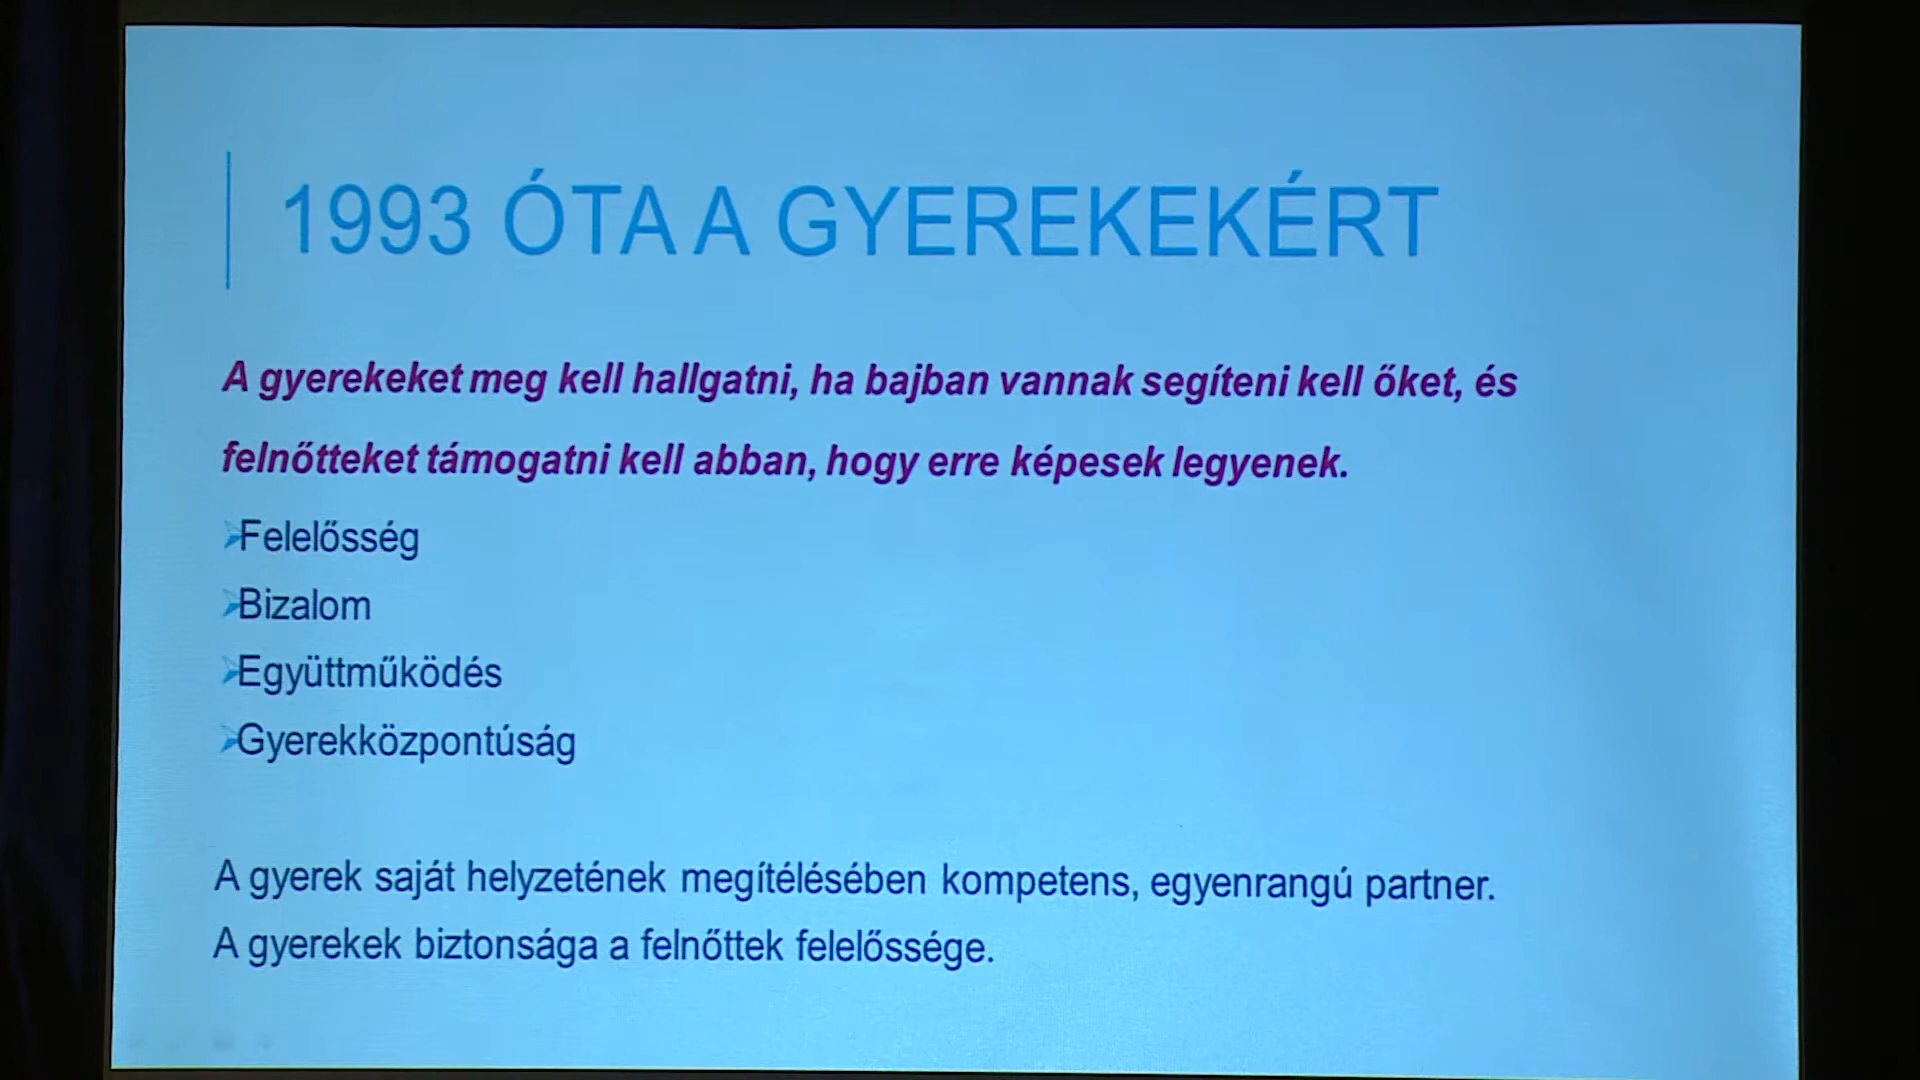 1993 ÓTA A GYEREKEKÉRT
A gyerekeket meg kell hallgatni, ha bajban vannak segíteni kell őket, és
felnőtteket támogatni kell abban, hogy erre képesek legyenek.
Felelősség
Bizalom
Együttműködés
Gyerekközpontúság
A gyerek saját helyzetének megítélésében kompetens, egyenrangú partner.
A gyerekek biztonsága a felnőttek felelőssége.